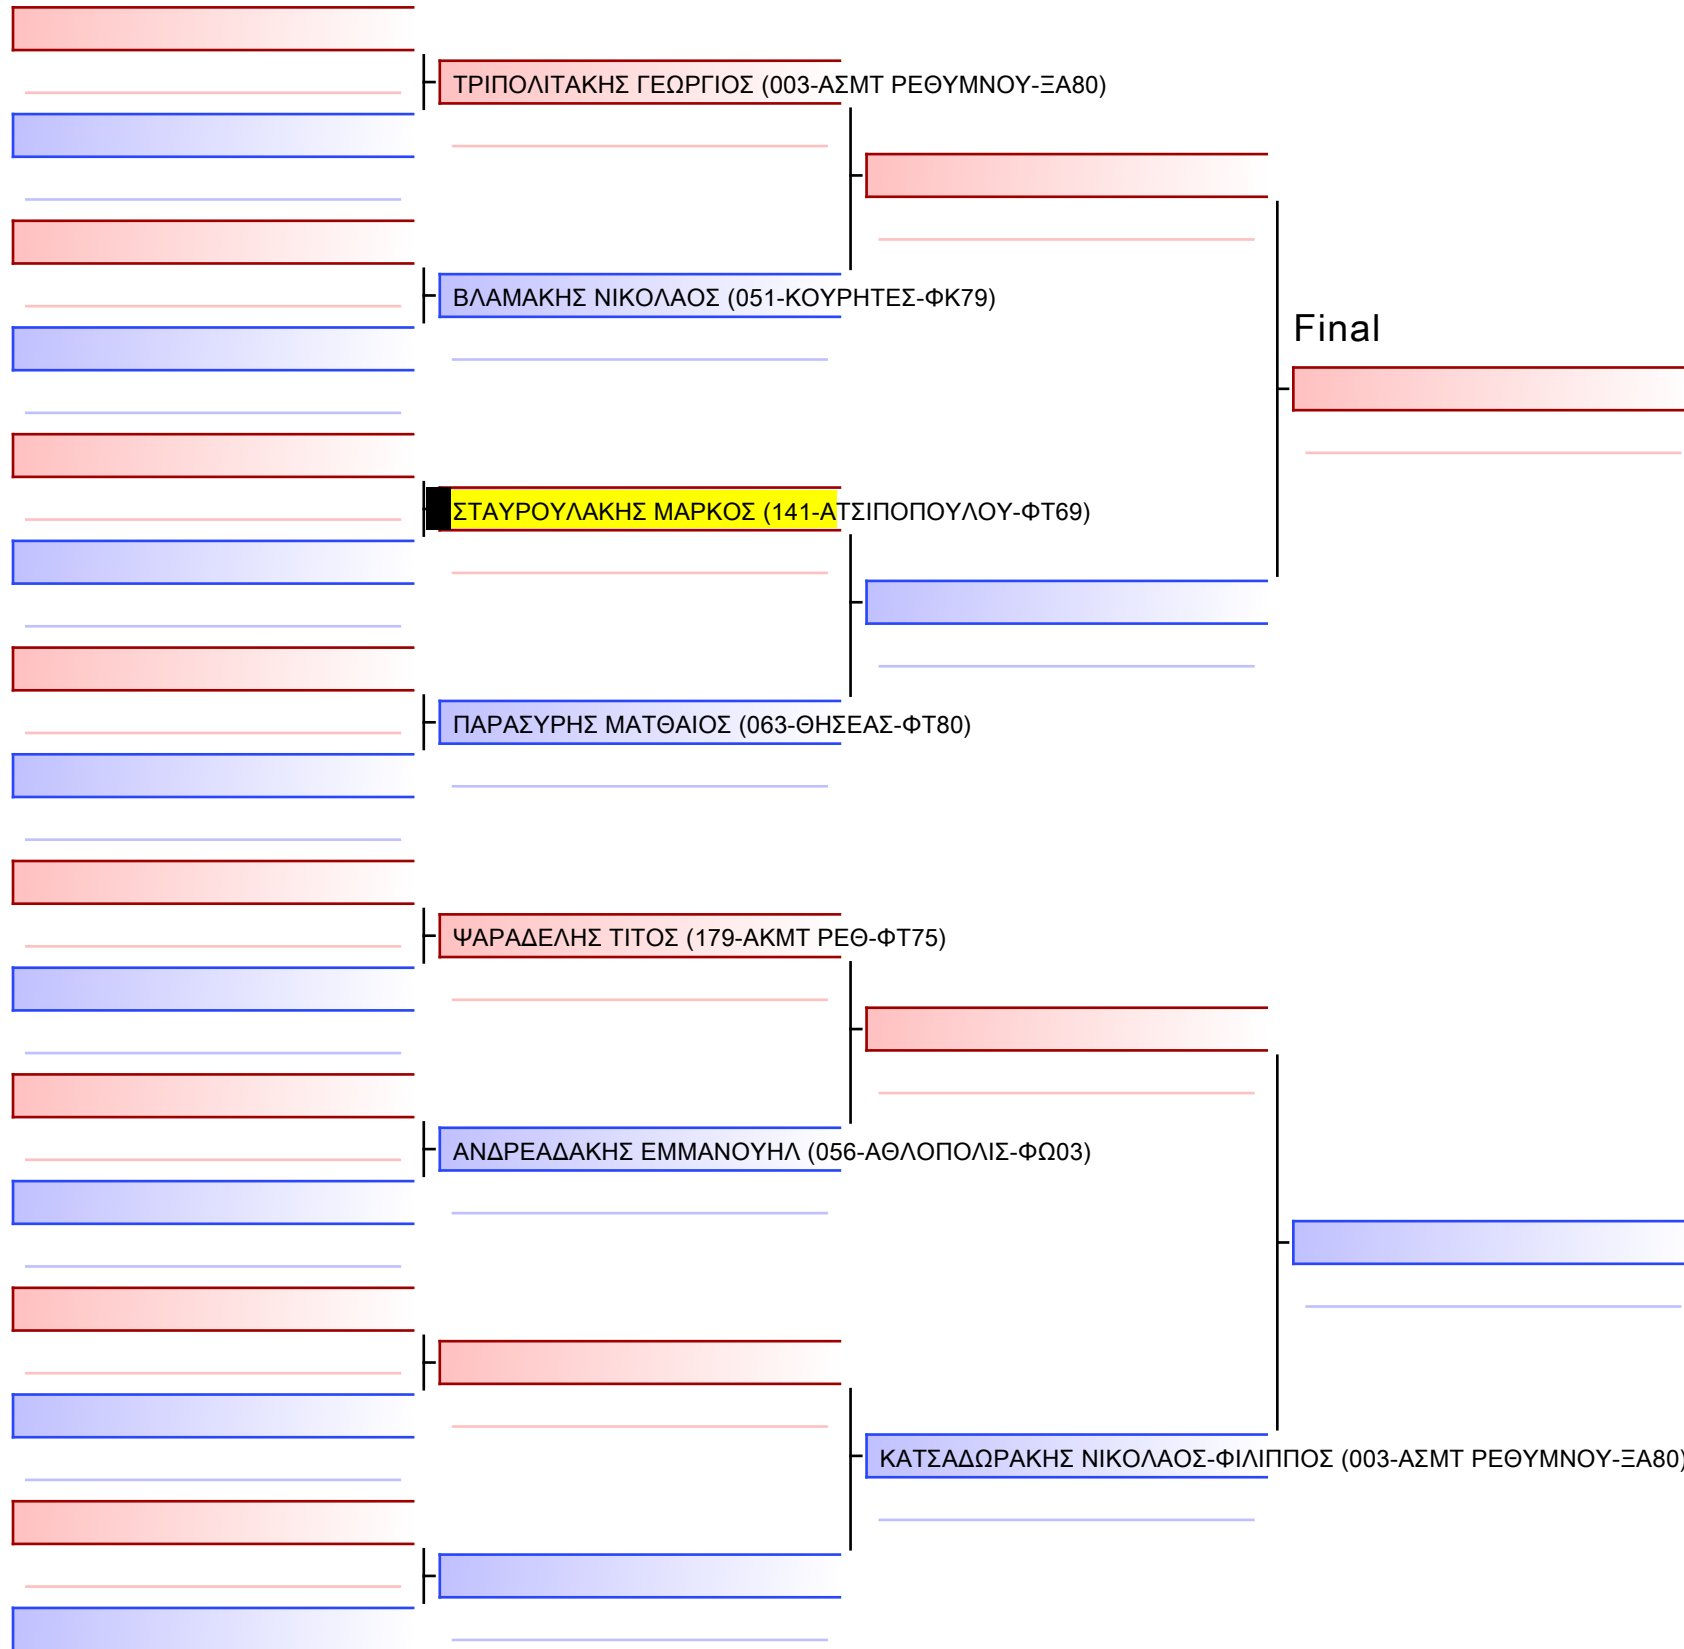 ΤΡΙΠΟΛΙΤΑΚΗΣ ΓΕΩΡΓΙΟΣ (003-ΑΣΜΤ ΡΕΘΥΜΝΟΥ-ΞΑ80)
ΒΛΑΜΑΚΗΣ ΝΙΚΟΛΑΟΣ (051-ΚΟΥΡΗΤΕΣ-ΦΚ79)
Final
ΣΤΑΥΡΟΥΛΑΚΗΣ ΜΑΡΚΟΣ (141-ΑΤΣΙΠΟΠΟΥΛΟΥ-ΦΤ69)
ΠΑΡΑΣΥΡΗΣ ΜΑΤΘΑΙΟΣ (063-ΘΗΣΕΑΣ-ΦΤ80)
ΨΑΡΑΔΕΛΗΣ ΤΙΤΟΣ (179-ΑΚΜΤ ΡΕΘ-ΦΤ75)
ΑΝΔΡΕΑΔΑΚΗΣ ΕΜΜΑΝΟΥΗΛ (056-ΑΘΛΟΠΟΛΙΣ-ΦΩ03)
ΚΑΤΣΑΔΩΡΑΚΗΣ ΝΙΚΟΛΑΟΣ-ΦΙΛΙΠΠΟΣ (003-ΑΣΜΤ ΡΕΘΥΜΝΟΥ-ΞΑ80)